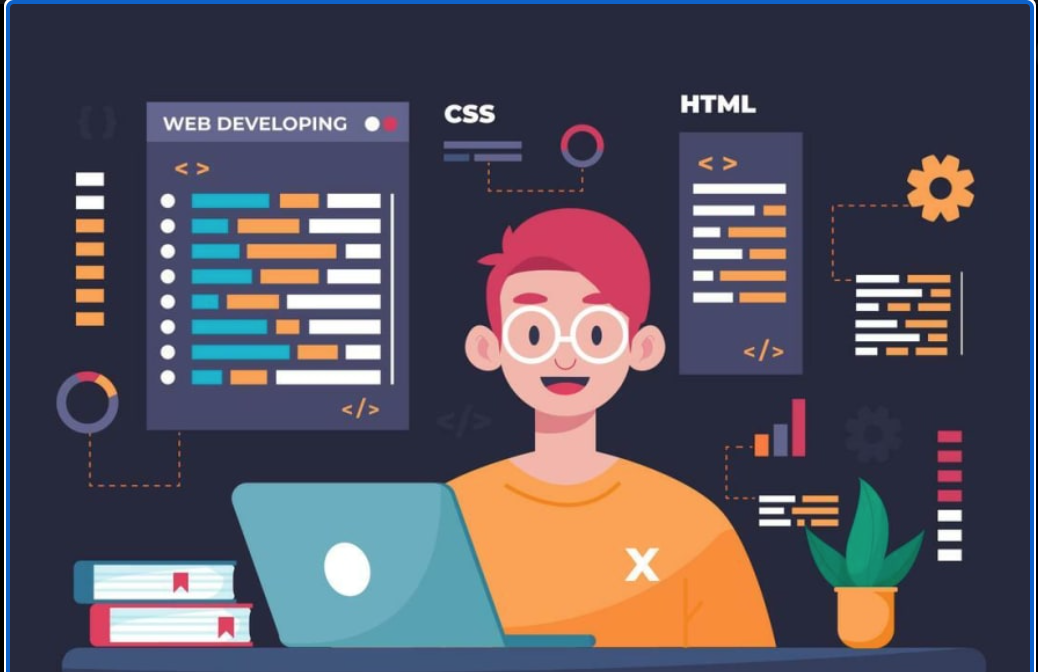 CSS
HTML
WEB DEVELOPING
{}
< >
< >
</>
</>
</>
X